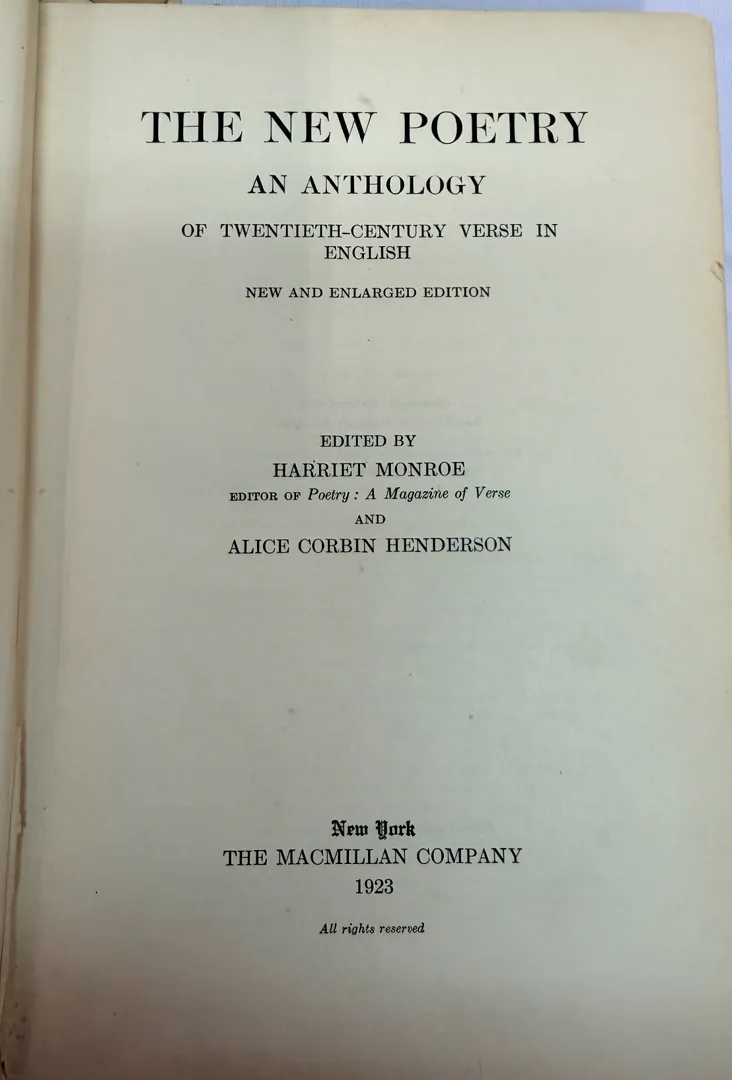 THE NEW POETRY
AN ANTHOLOGY
OF TWENTIETH-CENTURY VERSE IN
ENGLISH
NEW AND ENLARGED EDITION
EDITED BY
HARRIET MONROE
EDITOR OF Poetry: A Magazine of Verse
AND
ALICE CORBIN HENDERSON
New York
THE MACMILLAN COMPANY
1923
All rights reserved